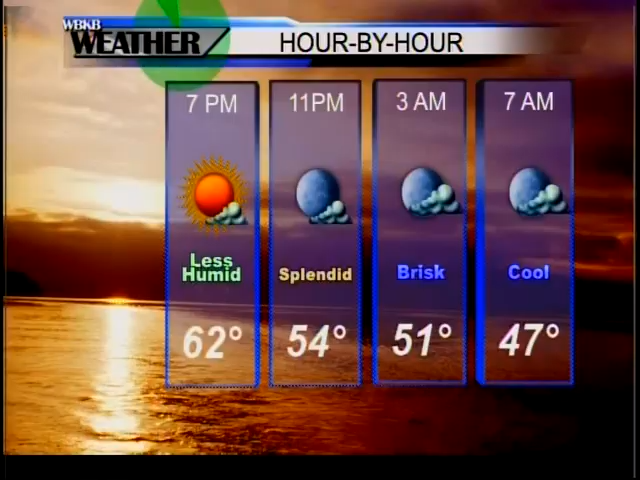 WBKB
WEATHER
HOUR-BY-HOUR
7 PM
11PM
3 AM
7 AM
Less
Humid
Splendid
Brisk
Cool
62°
54°
51°
47°